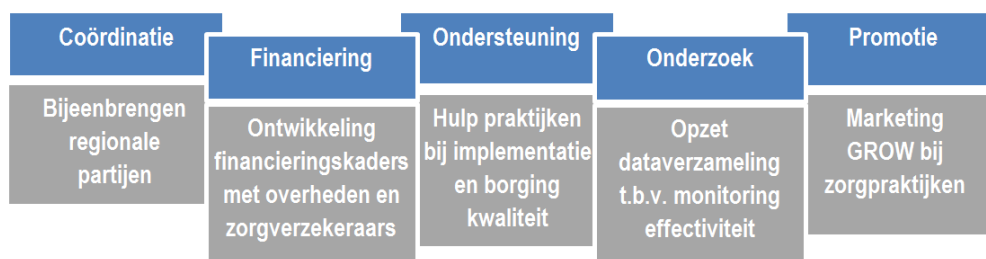 Coördinatie
Bijeenbrengen
regionale
partijen
Financiering
Ontwikkeling
financieringskaders
met overheden en
zorgverzekeraars
Ondersteuning
Hulp praktijken
bij implementatie
en borging
kwaliteit
Onderzoek
Opzet
dataverzameling
t.b.v. monitoring
effectiviteit
Promotie
Marketing
GROW bij
zorgpraktijken